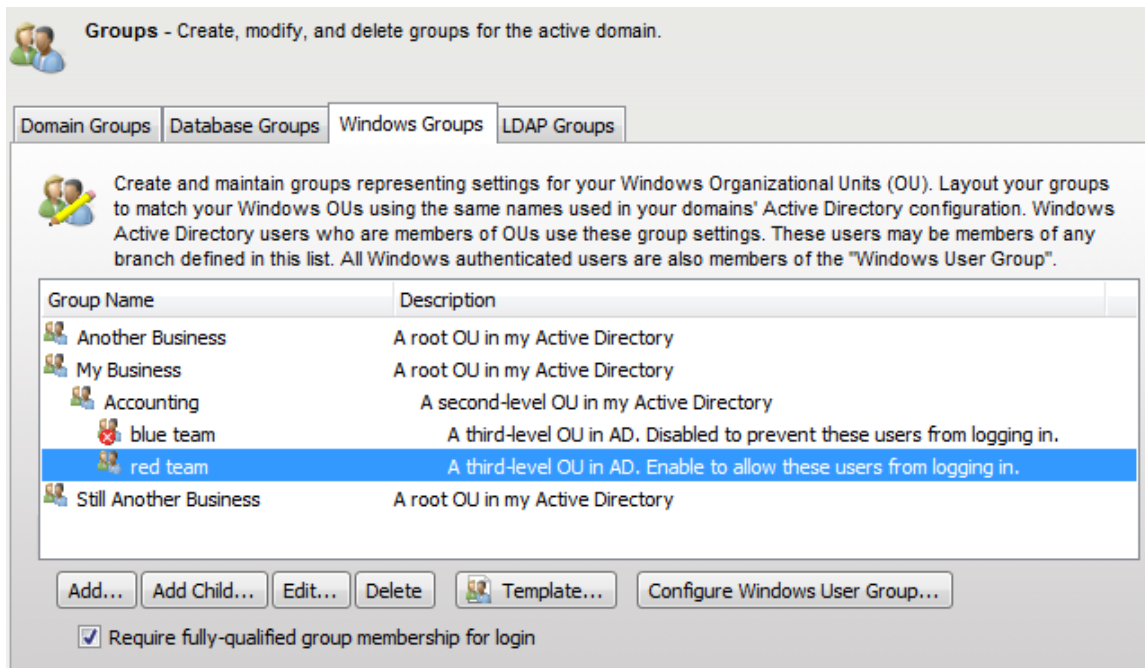 Groups - Create, modify, and delete groups for the active domain.
Domain Groups Database Groups Windows Groups LDAP Groups
Create and maintain groups representing settings for your Windows Organizational Units (OU). Layout your groups
to match your Windows OUs using the same names used in your domains' Active Directory configuration. Windows
Active Directory users who are members of OUs use these group settings. These users may be members of any
branch defined in this list. All Windows authenticated users are also members of the "Windows User Group".
Group Name Description
Another Business A root OU in my Active Directory
My Business A root OU in my Active Directory
Accounting A second-level OU in my Active Directory
blue team A third-level OU in AD. Disabled to prevent these users from logging in.
red team A third-level OU in AD. Enable to allow these users from logging in.
Still Another Business A root OU in my Active Directory
Add... Add Child... Edit... Delete Template... Configure Windows User Group...
Require fully-qualified group membership for login